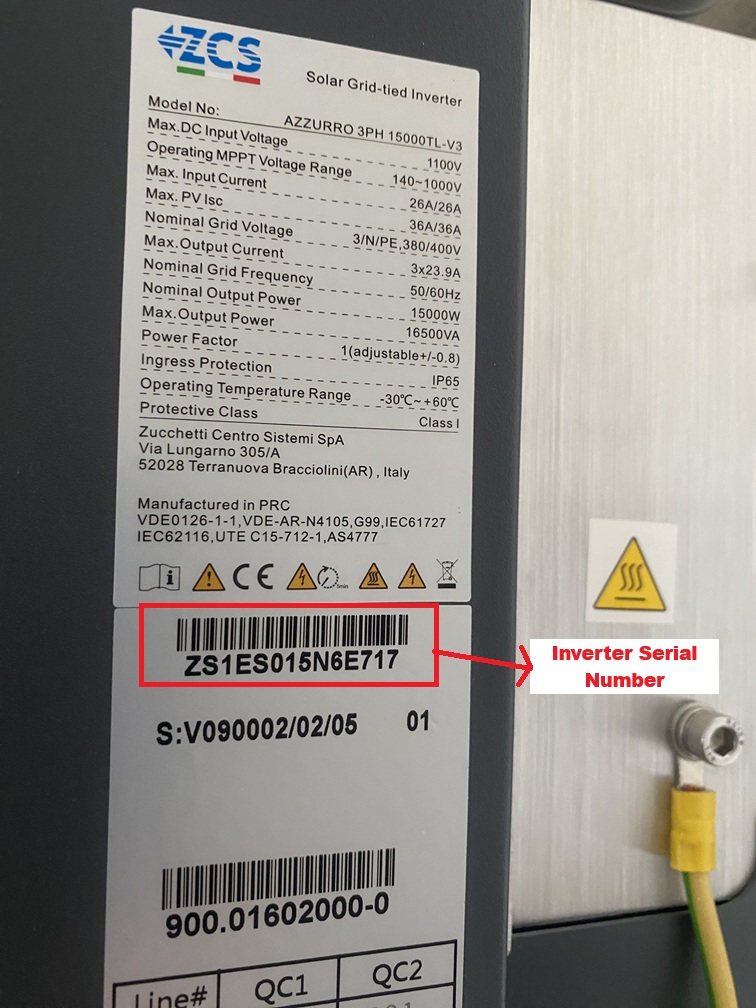 ZCS
Solar Grid-tied Inverter
Model No: AZZURRO 3PH 15000TL-V3
Max.DC Input Voltage 1100V
Operating MPPT Voltage Range 140~1000V
Max. Input Current 26A/26A
Max. PV Isc 36A/36A
Nominal Grid Voltage 3/N/PE,380/400V
Max.Output Current 3x23.9A
Nominal Grid Frequency 50/60Hz
Nominal Output Power 15000W
Max.Output Power 16500VA
Power Factor 1(adjustable+/-0.8)
Ingress Protection IP65
Operating Temperature Range -30℃~+60℃
Protective Class Class I
Zucchetti Centro Sistemi SpA
Via Lungarno 305/A
52028 Terranuova Bracciolini(AR) , Italy
Manufactured in PRC
VDE0126-1-1,VDE-AR-N4105,G99,IEC61727
IEC62116,UTE C15-712-1,AS4777
i CE 5min
ZS1ES015N6E717
Inverter Serial
Number
S:V090002/02/05 01
900.01602000-0
Line# QC1 QC2